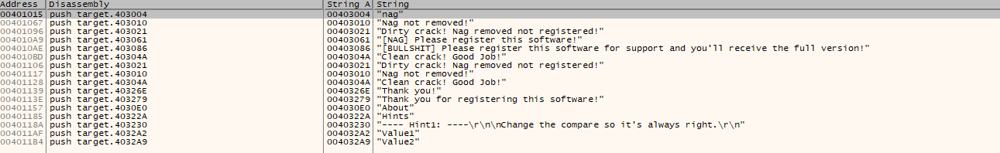 Address Disassembly String A String
00401015 push target.403004 00403004 "nag"
00401067 push target.403010 00403010 "Nag not removed!"
00401096 push target.403021 00403021 "Dirty crack! Nag removed not registered!"
004010A9 push target.403061 00403061 "[NAG] Please register this software!"
004010AE push target.403086 00403086 "[BULLSHIT] Please register this software for support and you'll receive the full version!"
004010BD push target.40304A 0040304A "Clean crack! Good Job!"
00401106 push target.403021 00403021 "Dirty crack! Nag removed not registered!"
00401117 push target.403010 00403010 "Nag not removed!"
00401128 push target.40304A 0040304A "Clean crack! Good Job!"
00401139 push target.40326E 0040326E "Thank you!"
0040113E push target.403279 00403279 "Thank you for registering this software!"
00401157 push target.4030E0 004030E0 "About"
00401185 push target.40322A 0040322A "Hints"
0040118A push target.403230 00403230 "---- Hint1: ----\r\n\nChange the compare so it's always right.\r\n"
004011AF push target.4032A2 004032A2 "Value1"
004011B4 push target.4032A9 004032A9 "Value2"